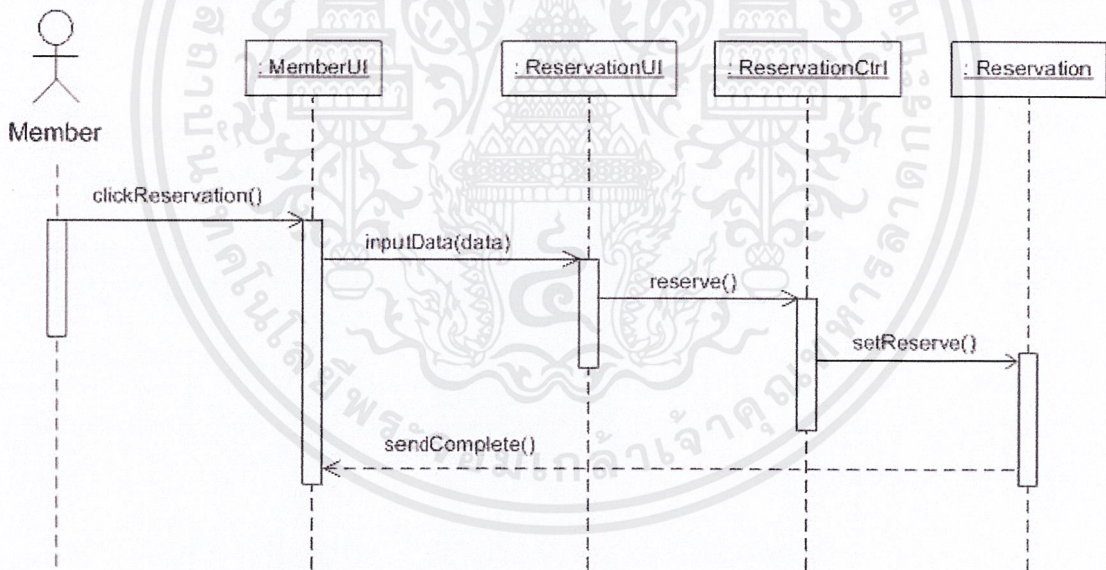 : MemberUI
: ReservationUI
: ReservationCtrl
: Reservation
Member
clickReservation()
inputData(data)
reserve()
setReserve()
sendComplete()